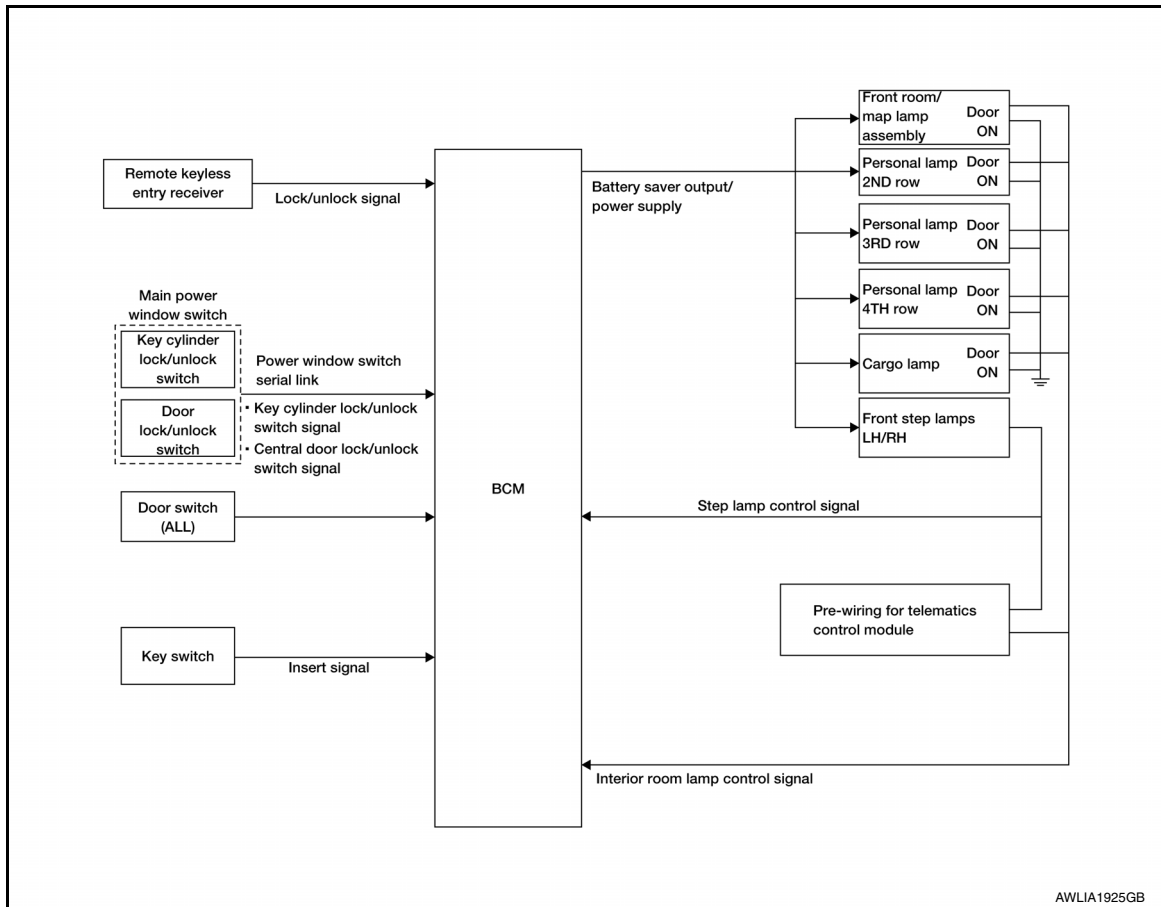 Remote keyless
entry receiver
Lock/unlock signal
Main power
window switch
Key cylinder
lock/unlock
switch
Door
lock/unlock
switch
Power window switch
serial link
· Key cylinder lock/unlock
switch signal
· Central door lock/unlock
switch signal
Door switch
(ALL)
Key switch
Insert signal
BCM
Battery saver output/
power supply
Front room/
map lamp
assembly
Door
ON
Personal lamp
2ND row
Door
ON
Personal lamp
3RD row
Door
ON
Personal lamp
4TH row
Door
ON
Cargo lamp
Door
ON
Front step lamps
LH/RH
Step lamp control signal
Pre-wiring for telematics
control module
Interior room lamp control signal
AWLIA1925GB